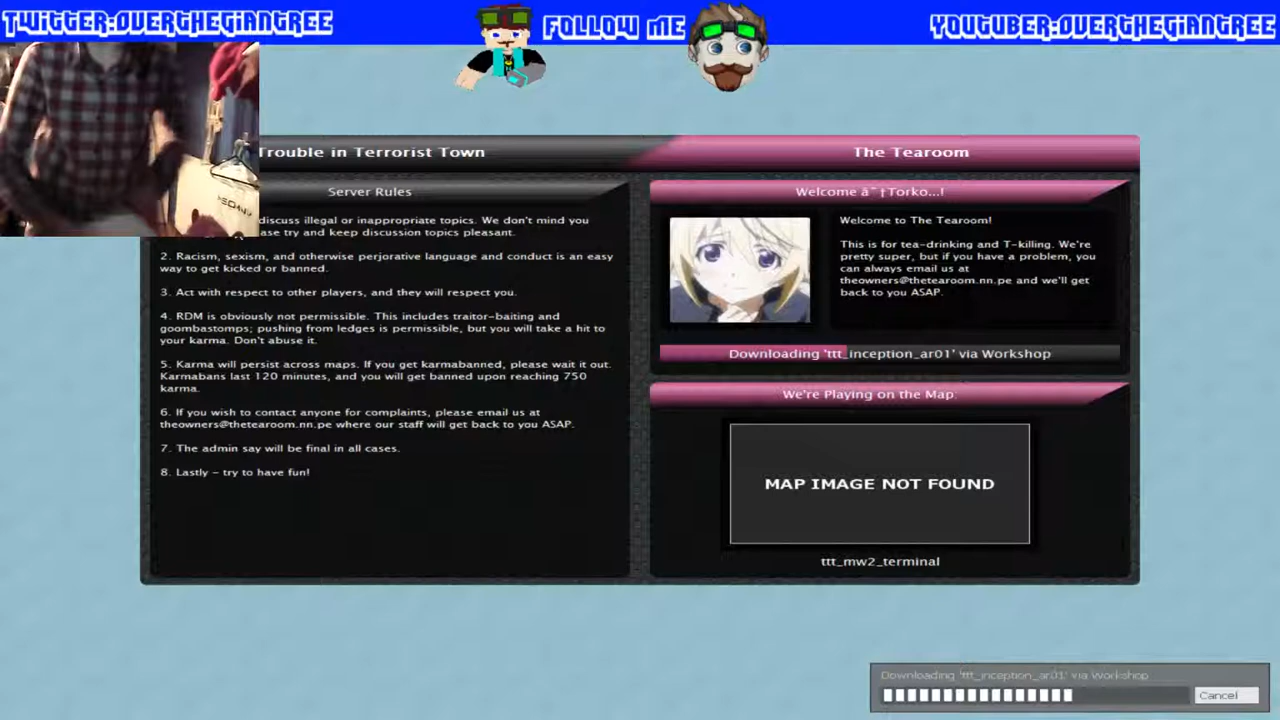 TWITTER:OVERTHEGIANTREE
FOLLOW ME
YOUTUBER:OVERTHEGIANTREE
Trouble in Terrorist Town
The Tearoom
Server Rules
discuss illegal or inappropriate topics. We don't mind you
ase try and keep discussion topics pleasant.
2. Racism, sexism, and otherwise perjorative language and conduct is an easy
way to get kicked or banned.
3. Act with respect to other players, and they will respect you.
4. RDM is obviously not permissible. This includes traitor-baiting and
goombastomps; pushing from ledges is permissible, but you will take a hit to
your karma. Don't abuse it.
5. Karma will persist across maps. If you get karmabanned, please wait it out.
Karmabans last 120 minutes, and you will get banned upon reaching 750
karma.
6. If you wish to contact anyone for complaints, please email us at
theowners@thetearoom.nn.pe where our staff will get back to you ASAP.
7. The admin say will be final in all cases.
8. Lastly - try to have fun!
Welcome â˜†Torko...!
Welcome to The Tearoom!
This is for tea-drinking and T-killing. We're
pretty super, but if you have a problem, you
can always email us at
theowners@thetearoom.nn.pe and we'll get
back to you ASAP.
Downloading 'ttt_inception_ar01' via Workshop
We're Playing on the Map:
MAP IMAGE NOT FOUND
ttt_mw2_terminal
Downloading 'ttt_inception_ar01' via Workshop
Cancel